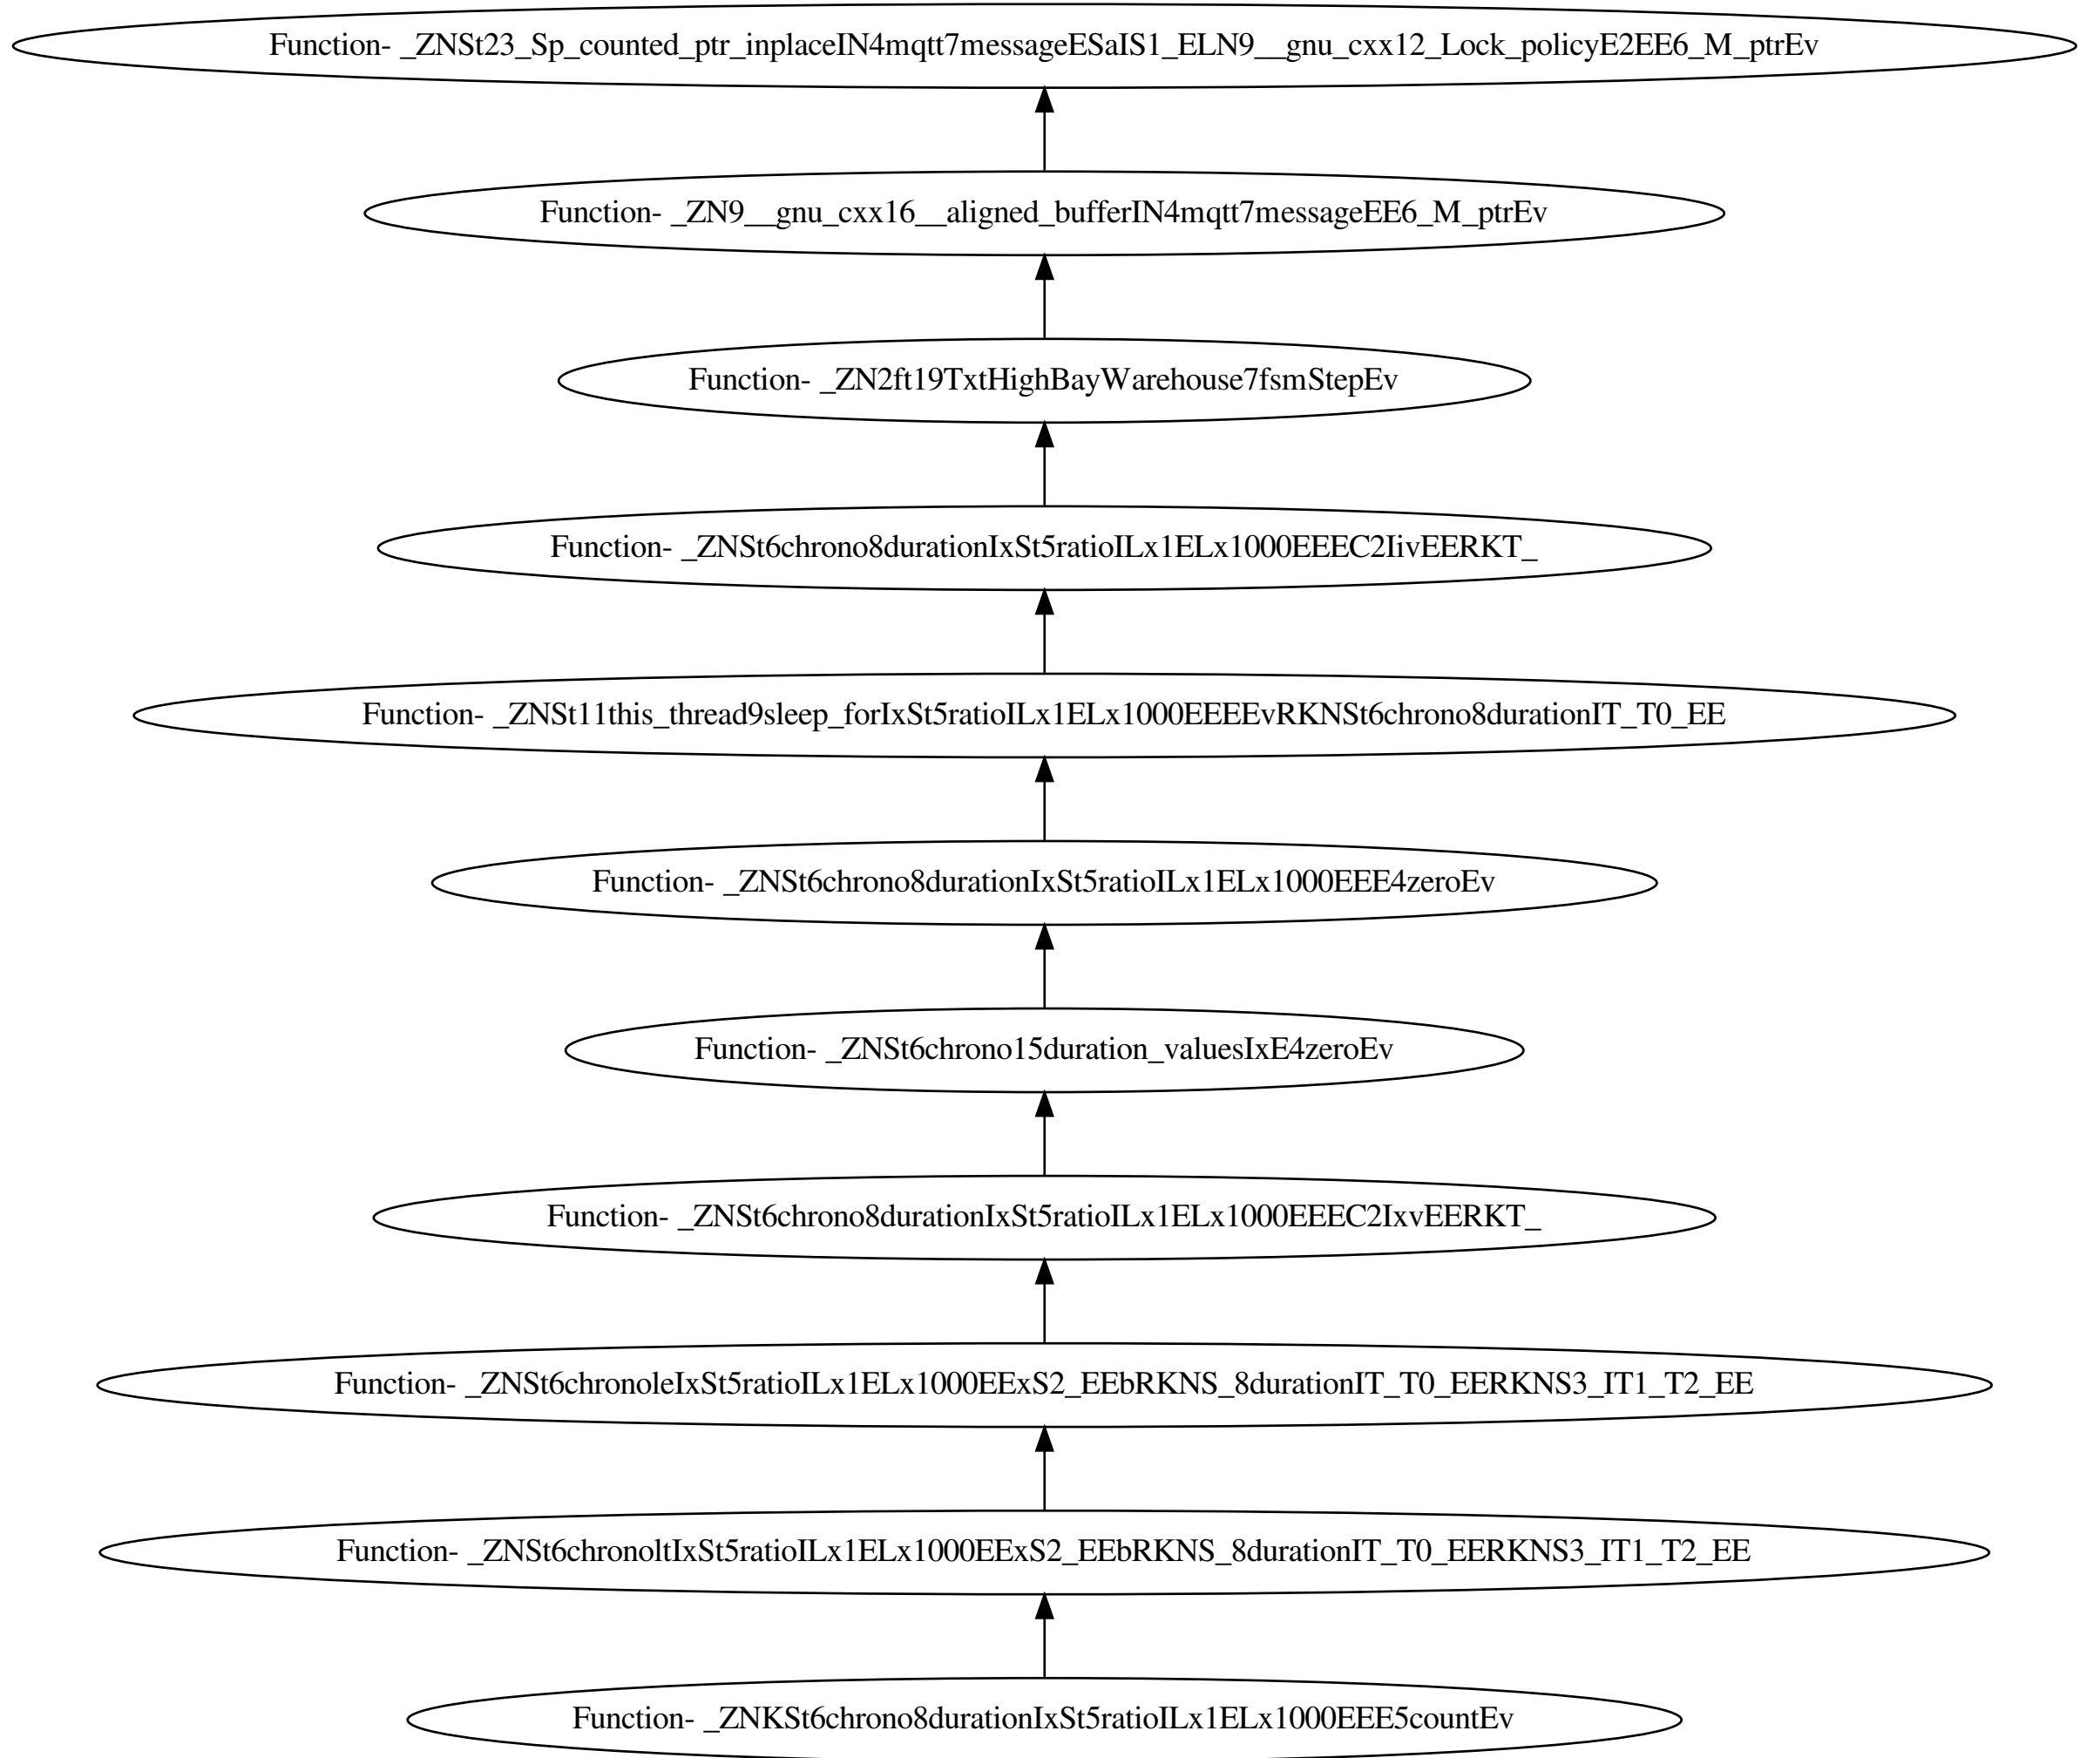 Function- _ZNSt23_Sp_counted_ptr_inplaceIN4mqtt7messageESaIS1_ELN9__gnu_cxx12_Lock_policyE2EE6_M_ptrEv
Function- _ZN9__gnu_cxx16__aligned_bufferIN4mqtt7messageEE6_M_ptrEv
Function- _ZN2ft19TxtHighBayWarehouse7fsmStepEv
Function- _ZNSt6chrono8durationIxSt5ratioILx1ELx1000EEEC2IivEERKT_
Function- _ZNSt11this_thread9sleep_forIxSt5ratioILx1ELx1000EEEEvRKNSt6chrono8durationIT_T0_EE
Function- _ZNSt6chrono8durationIxSt5ratioILx1ELx1000EEE4zeroEv
Function- _ZNSt6chrono15duration_valuesIxE4zeroEv
Function- _ZNSt6chrono8durationIxSt5ratioILx1ELx1000EEEC2IxvEERKT_
Function- _ZNSt6chronoleIxSt5ratioILx1ELx1000EExS2_EEbRKNS_8durationIT_T0_EERKNS3_IT1_T2_EE
Function- _ZNSt6chronoltIxSt5ratioILx1ELx1000EExS2_EEbRKNS_8durationIT_T0_EERKNS3_IT1_T2_EE
Function- _ZNKSt6chrono8durationIxSt5ratioILx1ELx1000EEE5countEv